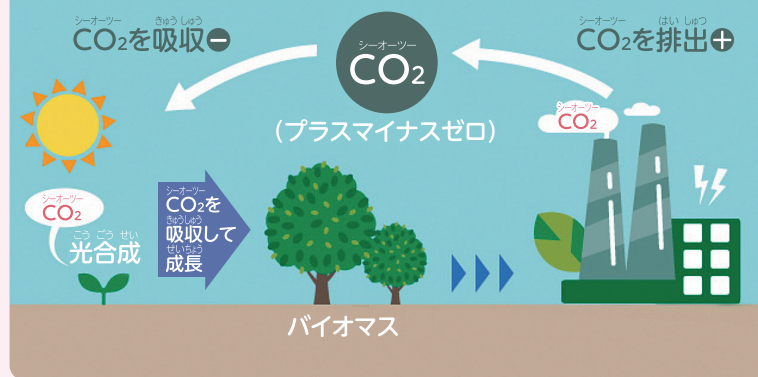 シーオーツー きゅうしゅう
CO2を吸収−
シーオーツー
CO2
(プラスマイナスゼロ)
シーオーツー はいしゅつ
CO2を排出+
シーオーツー
CO2
シーオーツー
CO2
こうごうせい
光合成
シーオーツー
CO2を
きゅうしゅう
吸収して
せいちょう
成長
バイオマス